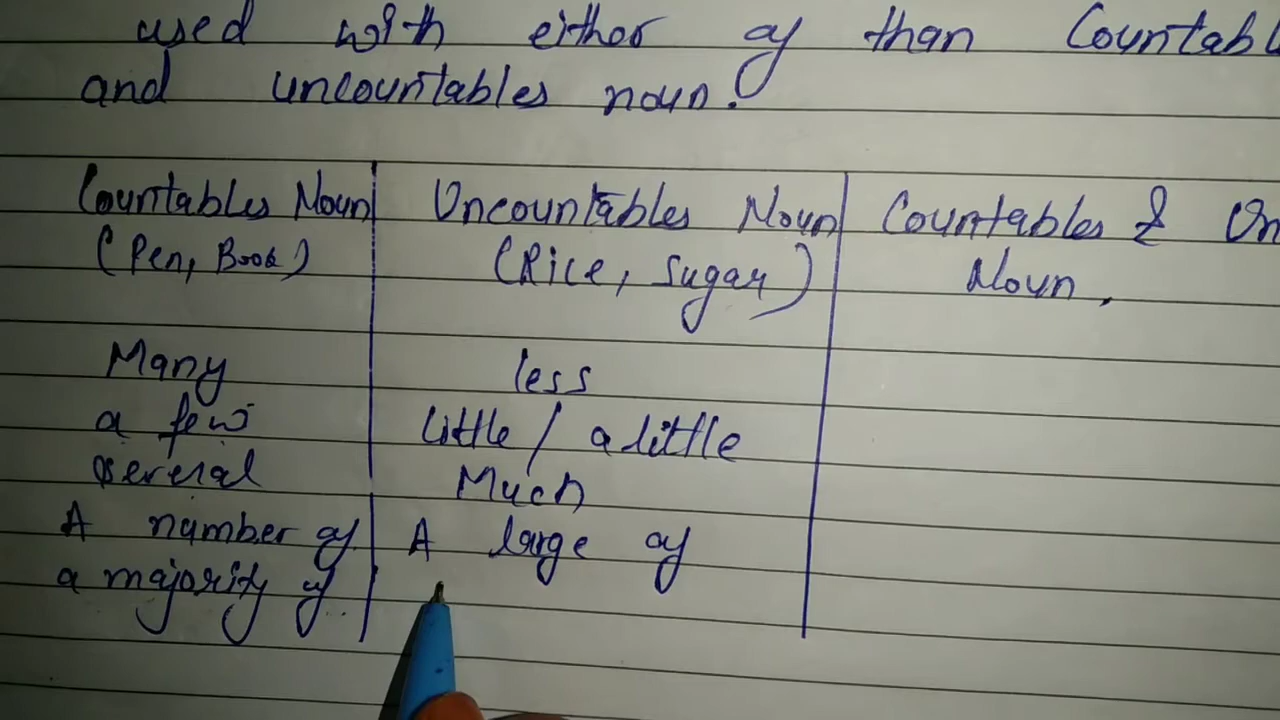 used with either of than Countabl
and uncountables noun.
Countables Noun Uncountables Noun Countables & Un
(Pen, Book) (Rice, Sugar) Noun.
Many less
a few little / a little
several Much
A number of A large of
a majority of